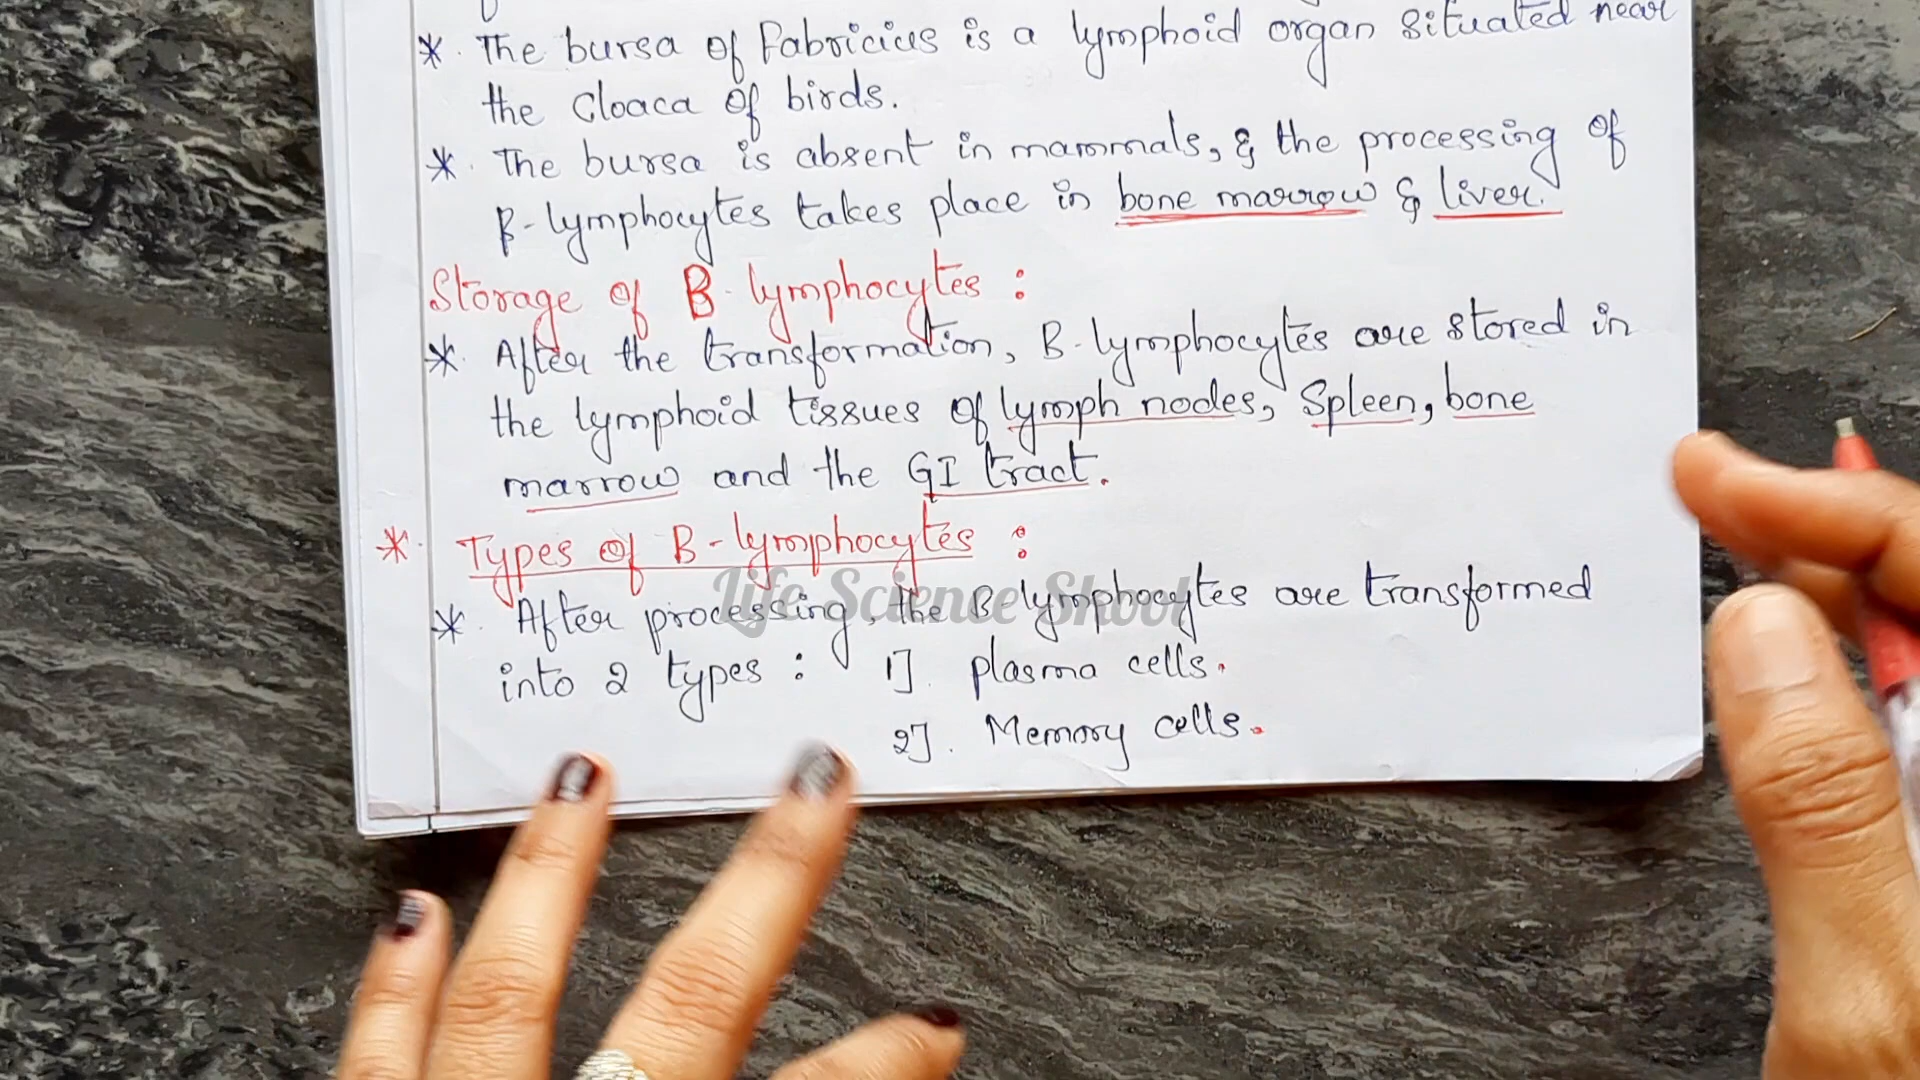 * The bursa of Fabricius is a lymphoid organ situated near
the cloaca of birds.
* The bursa is absent in mammals, & the processing of
B-lymphocytes takes place in bone marrow & liver.
Storage of B-lymphocytes :
* After the transformation, B-lymphocytes are stored in
the lymphoid tissues of lymph nodes, Spleen, bone
marrow and the GI tract.
* Types of B-lymphocytes :
Life Science Shoot
* After processing, the B-lymphocytes are transformed
into 2 types : 1]. plasma cells.
2]. Memory cells.